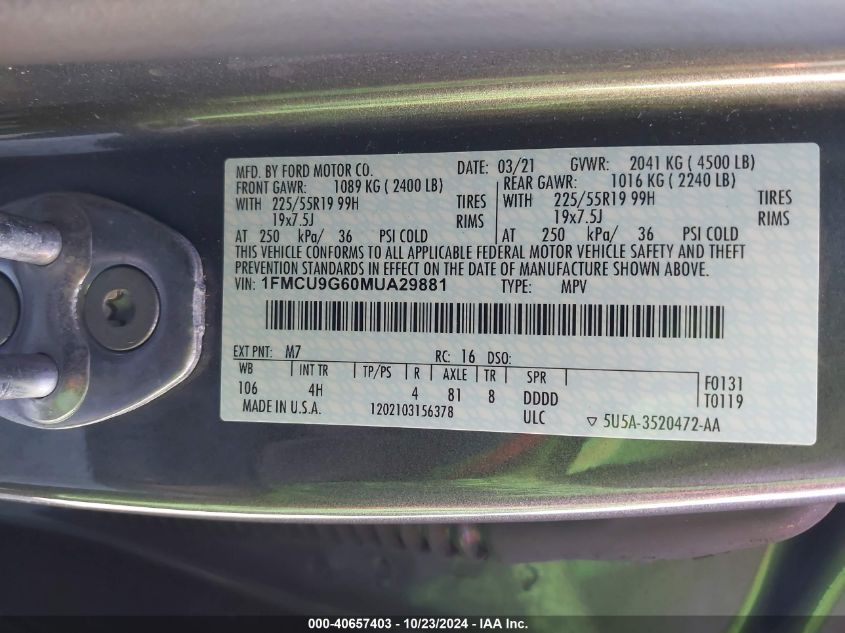 MFD. BY FORD MOTOR CO. DATE: 03/21 GVWR: 2041 KG ( 4500 LB)
FRONT GAWR: 1089 KG ( 2400 LB) REAR GAWR: 1016 KG ( 2240 LB)
WITH 225/55R19 99H TIRES WITH 225/55R19 99H TIRES
19x7.5J RIMS 19x7.5J RIMS
AT 250 kPa/ 36 PSI COLD AT 250 kPa/ 36 PSI COLD
THIS VEHICLE CONFORMS TO ALL APPLICABLE FEDERAL MOTOR VEHICLE SAFETY AND THEFT
PREVENTION STANDARDS IN EFFECT ON THE DATE OF MANUFACTURE SHOWN ABOVE.
VIN: 1FMCU9G60MUA29881 TYPE: MPV
EXT PNT: M7 RC: 16 DSO:
WB INT TR TP/PS R AXLE TR SPR F0131
106 4H 4 81 8 DDDD T0119
MADE IN U.S.A. 1202103156378 ULC ▽ 5U5A-3520472-AA
000-40657403 - 10/23/2024 - IAA Inc.